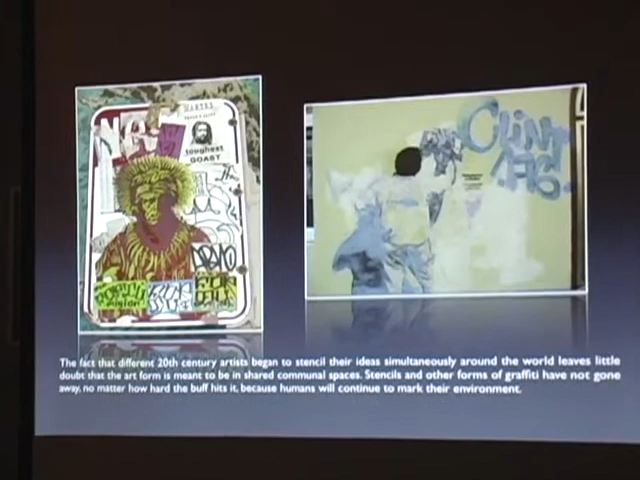 WANTED
toughest
GOAST
CLINT
176.
The fact that different 20th century artists began to stencil their ideas simultaneously around the world leaves little
doubt that the art form is meant to be in shared communal spaces. Stencils and other forms of graffiti have not gone
away, no matter how hard the buff hits it, because humans will continue to mark their environment.